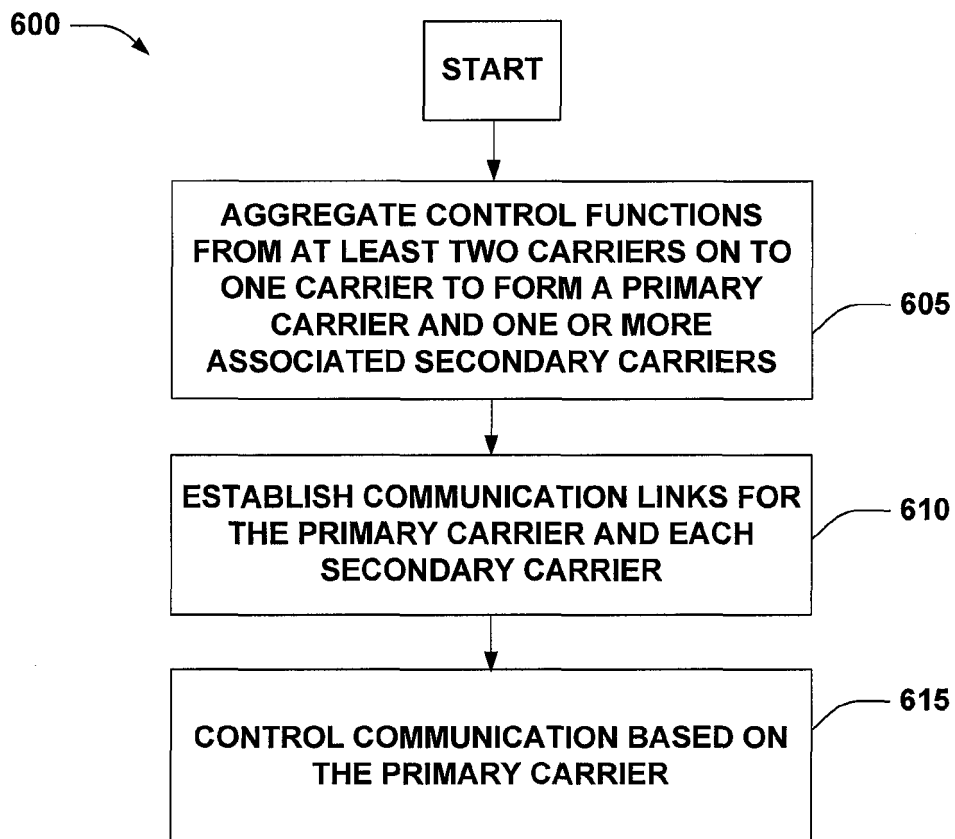 600
START
AGGREGATE CONTROL FUNCTIONS
FROM AT LEAST TWO CARRIERS ON TO
ONE CARRIER TO FORM A PRIMARY
CARRIER AND ONE OR MORE
ASSOCIATED SECONDARY CARRIERS
605
ESTABLISH COMMUNICATION LINKS FOR
THE PRIMARY CARRIER AND EACH
SECONDARY CARRIER
610
CONTROL COMMUNICATION BASED ON
THE PRIMARY CARRIER
615